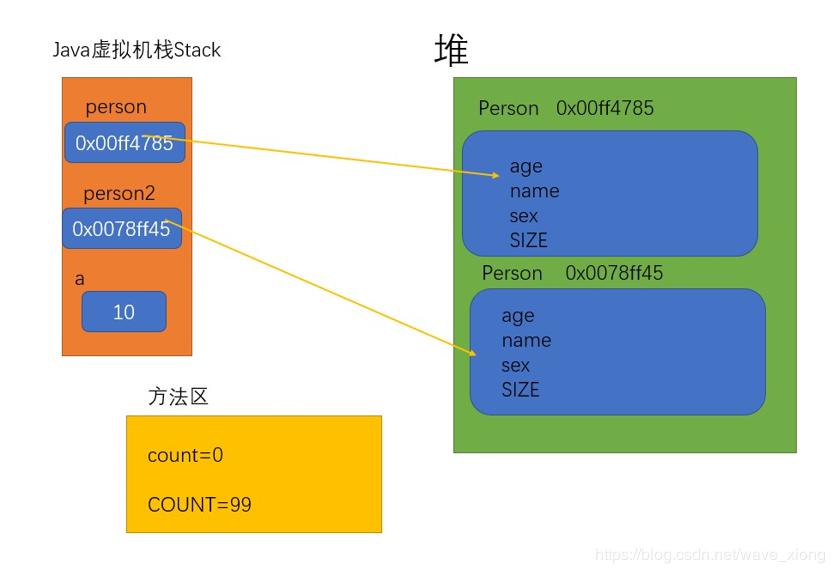 Java虚拟机栈Stack
person
0x00ff4785
person2
0x0078ff45
a
10
堆
Person 0x00ff4785
age
name
sex
SIZE
Person 0x0078ff45
age
name
sex
SIZE
方法区
count=0
COUNT=99
https://blog.csdn.net/wave_xiong